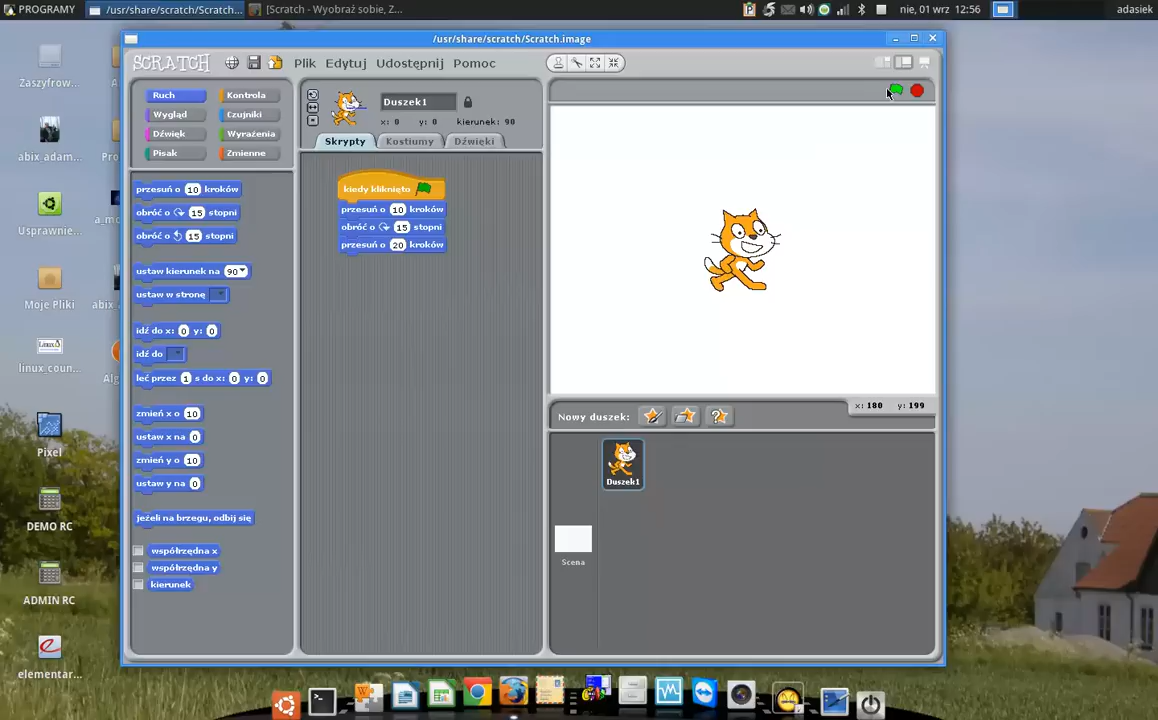 PROGRAMY
/usr/share/scratch/Scratch...
[Scratch - Wyobraź sobie, Z...
nie, 01 wrz 12:56
adasiek
Zaszyfrow...
abix_adam...
Usprawnie...
Moje Pliki
linux_coun...
Pixel
DEMO RC
ADMIN RC
elementar...
/usr/share/scratch/Scratch.image
SCRATCH
Plik
Edytuj
Udostępnij
Pomoc
Ruch
Kontrola
Wygląd
Czujniki
Dźwięk
Wyrażenia
Pisak
Zmienne
przesuń o 10 kroków
obróć o 15 stopni
obróć o 15 stopni
ustaw kierunek na 90
ustaw w stronę
idź do x: 0 y: 0
idź do
leć przez 1 s do x: 0 y: 0
zmień x o 10
ustaw x na 0
zmień y o 10
ustaw y na 0
jeżeli na brzegu, odbij się
współrzędna x
współrzędna y
kierunek
Duszek1
x: 0 y: 0 kierunek: 90
Skrypty
Kostiumy
Dźwięki
kiedy kliknięto
przesuń o 10 kroków
obróć o 15 stopni
przesuń o 20 kroków
x: 180 y: 199
Nowy duszek:
Duszek1
Scena